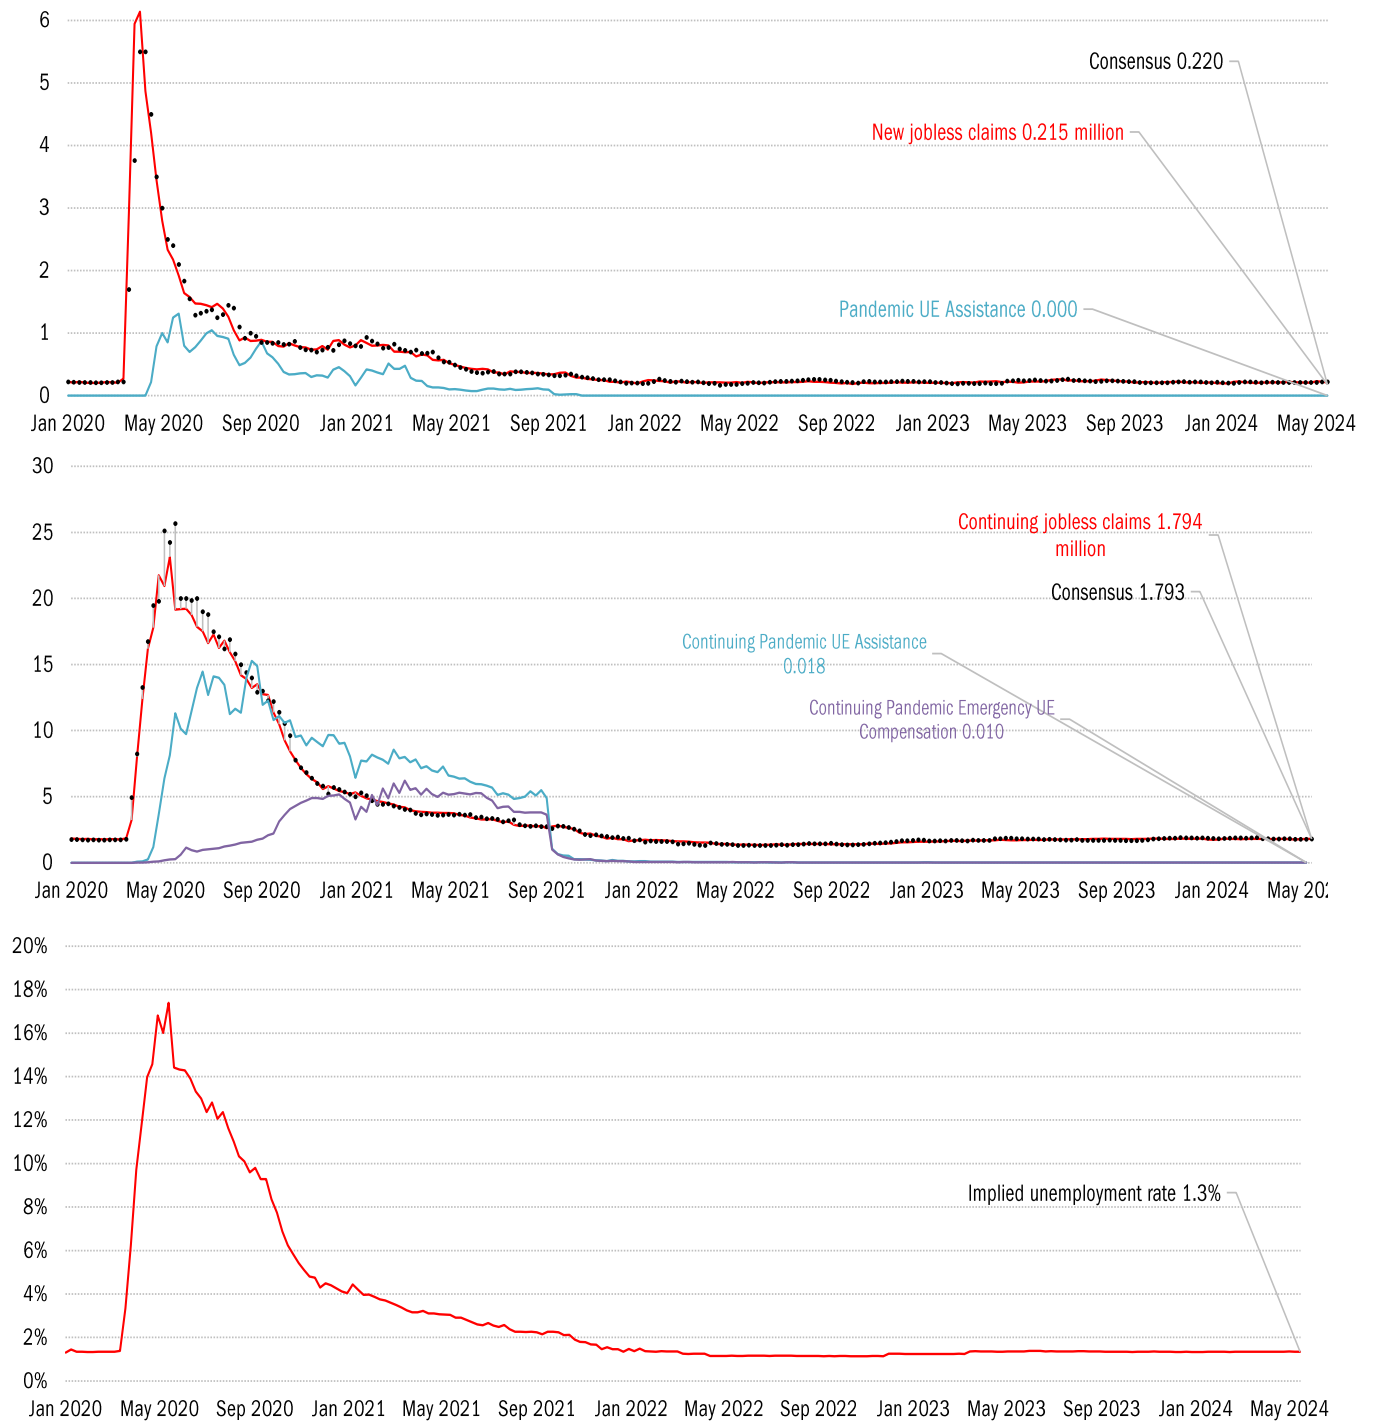 6
5
4
3
2
1
0
Consensus 0.220
New jobless claims 0.215 million
Pandemic UE Assistance 0.000
Jan 2020 May 2020 Sep 2020 Jan 2021 May 2021 Sep 2021 Jan 2022 May 2022 Sep 2022 Jan 2023 May 2023 Sep 2023 Jan 2024 May 2024
30
25
20
15
10
5
0
Continuing jobless claims 1.794
million
Consensus 1.793
Continuing Pandemic UE Assistance
0.018
Continuing Pandemic Emergency UE
Compensation 0.010
Jan 2020 May 2020 Sep 2020 Jan 2021 May 2021 Sep 2021 Jan 2022 May 2022 Sep 2022 Jan 2023 May 2023 Sep 2023 Jan 2024 May
20%
18%
16%
14%
12%
10%
8%
6%
4%
2%
0%
Implied unemployment rate 1.3%
Jan 2020 May 2020 Sep 2020 Jan 2021 May 2021 Sep 2021 Jan 2022 May 2022 Sep 2022 Jan 2023 May 2023 Sep 2023 Jan 2024 May 2024